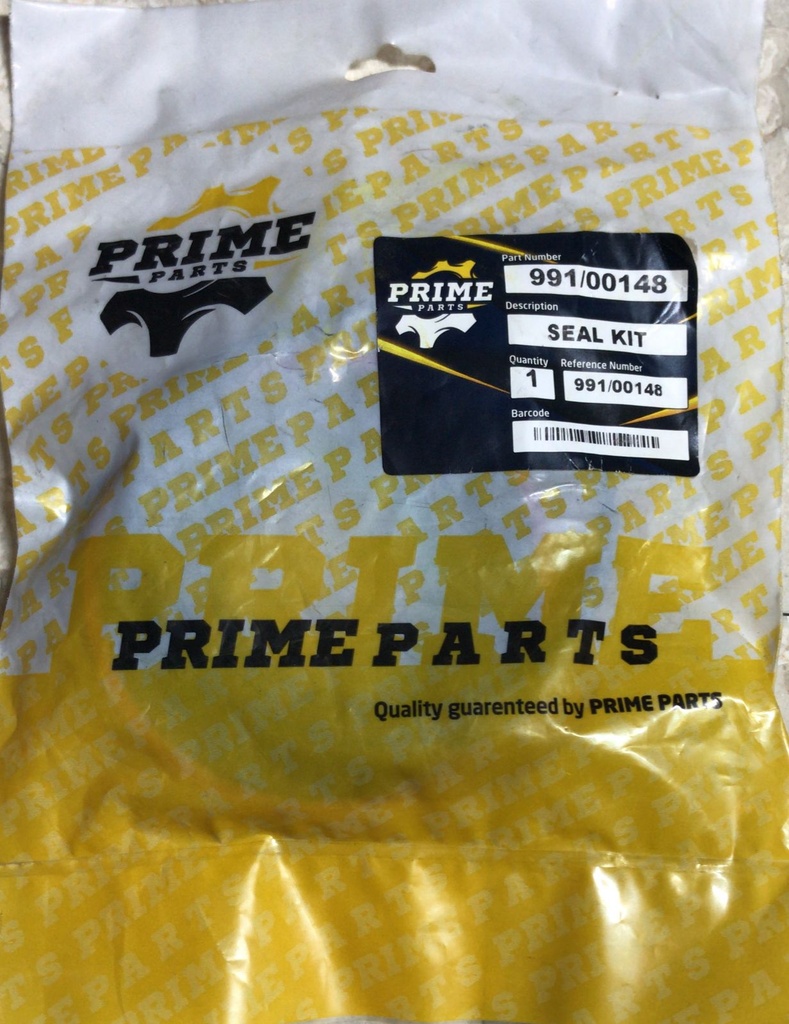 PRIME
PARTS
PRIME
PARTS
Part Number
991/00148
Description
SEAL KIT
Quantity
1
Reference Number
991/00148
Barcode
PRIME
PRIME PARTS
Quality guarenteed by PRIME PARTS